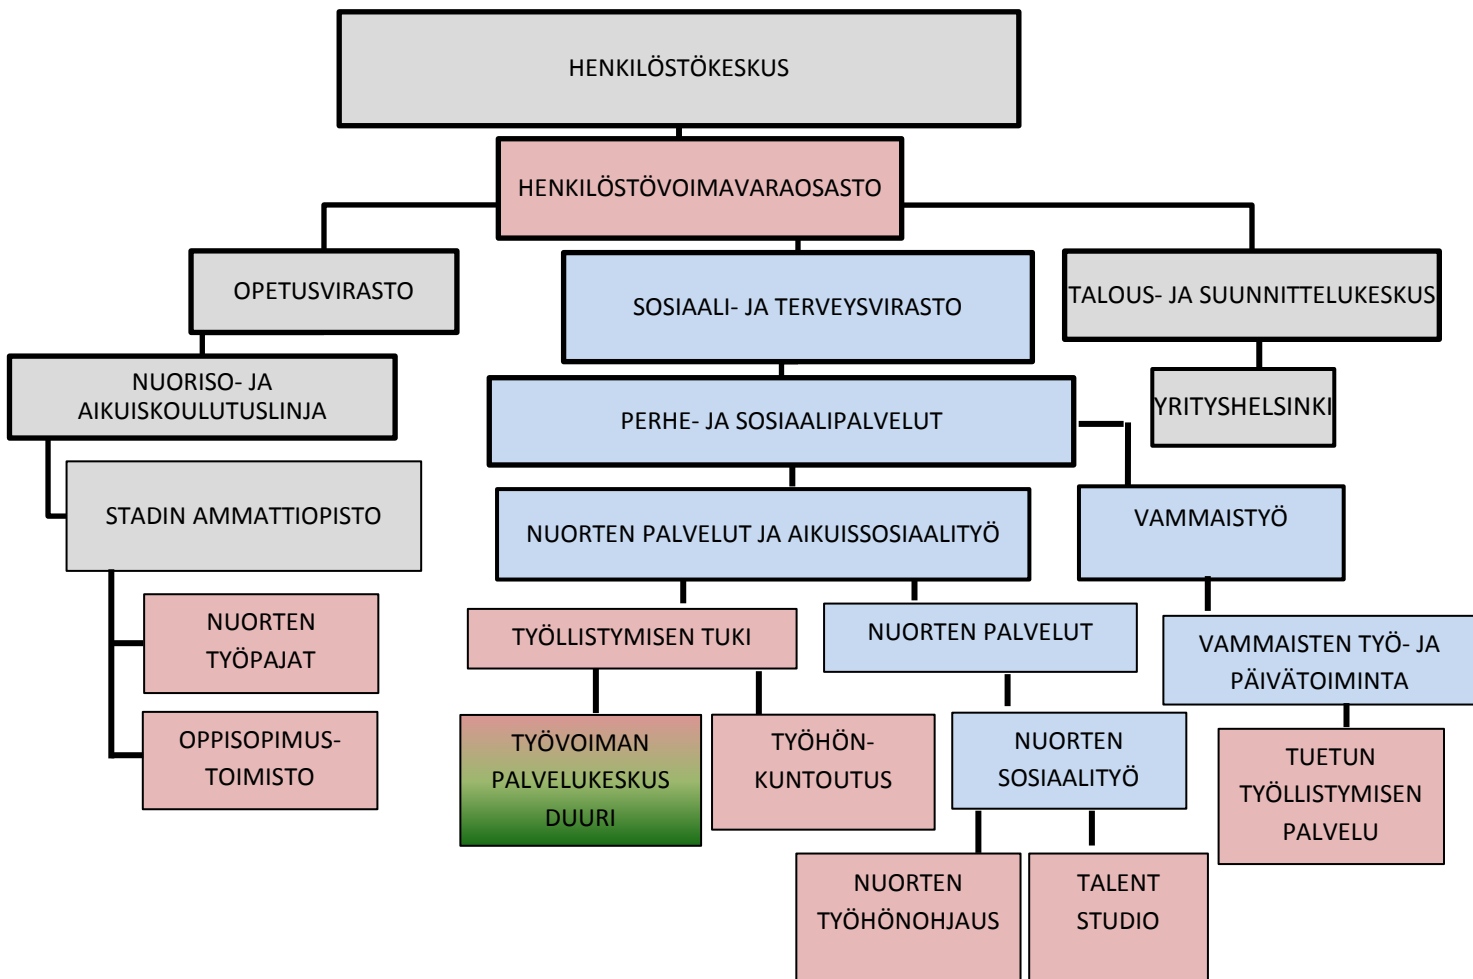 HENKILÖSTÖKESKUS
HENKILÖSTÖVOIMAVARAOSASTO
OPETUSVIRASTO
SOSIAALI- JA TERVEYSVIRASTO
TALOUS- JA SUUNNITTELUKESKUS
NUORISO- JA
AIKUISKOULUTUSLINJA
PERHE- JA SOSIAALIPALVELUT
YRITYSHELSINKI
STADIN AMMATTIOPISTO
NUORTEN PALVELUT JA AIKUISSOSIAALITYÖ
VAMMAISTYÖ
NUORTEN
TYÖPAJAT
TYÖLLISTYMISEN TUKI
NUORTEN PALVELUT
VAMMAISTEN TYÖ- JA
PÄIVÄTOIMINTA
OPPISOPIMUS-
TOIMISTO
TYÖVOIMAN
PALVELUKESKUS
DUURI
TYÖHÖN-
KUNTOUTUS
NUORTEN
SOSIAALITYÖ
TUETUN
TYÖLLISTYMISEN
PALVELU
NUORTEN
TYÖHÖNOHJAUS
TALENT
STUDIO